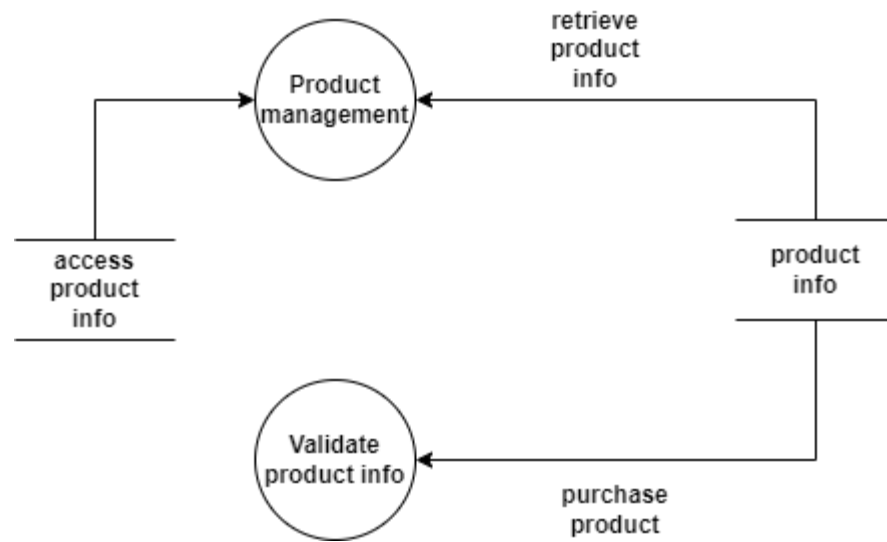 retrieve
product
info
Product
management
access
product
info
product
info
Validate
product info
purchase
product